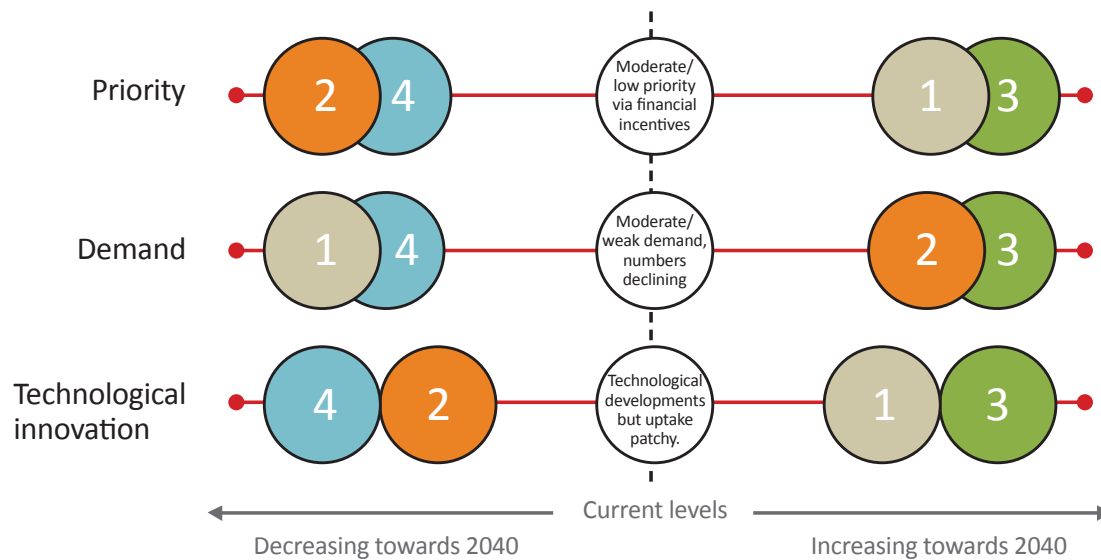 Priority
2
4
Moderate/
low priority
via financial
incentives
1
3
Demand
1
4
Moderate/
weak demand,
numbers
declining
2
3
Technological
innovation
4
2
Technological
developments
but uptake
patchy.
1
3
Current levels
Decreasing towards 2040
Increasing towards 2040